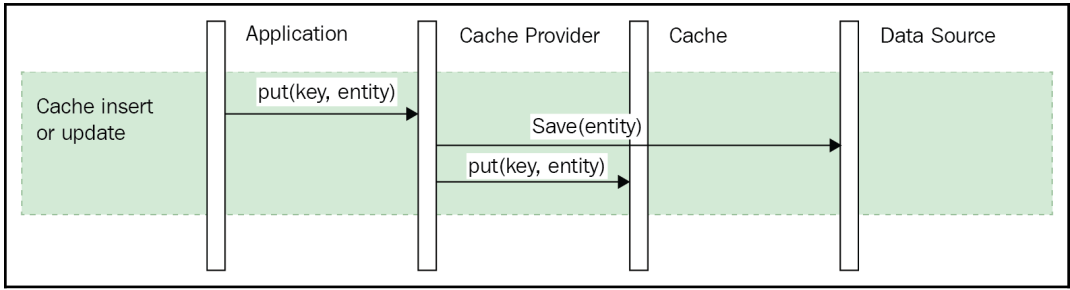 Application
Cache Provider
Cache
Data Source
Cache insert
or update
put(key, entity)
Save(entity)
put(key, entity)